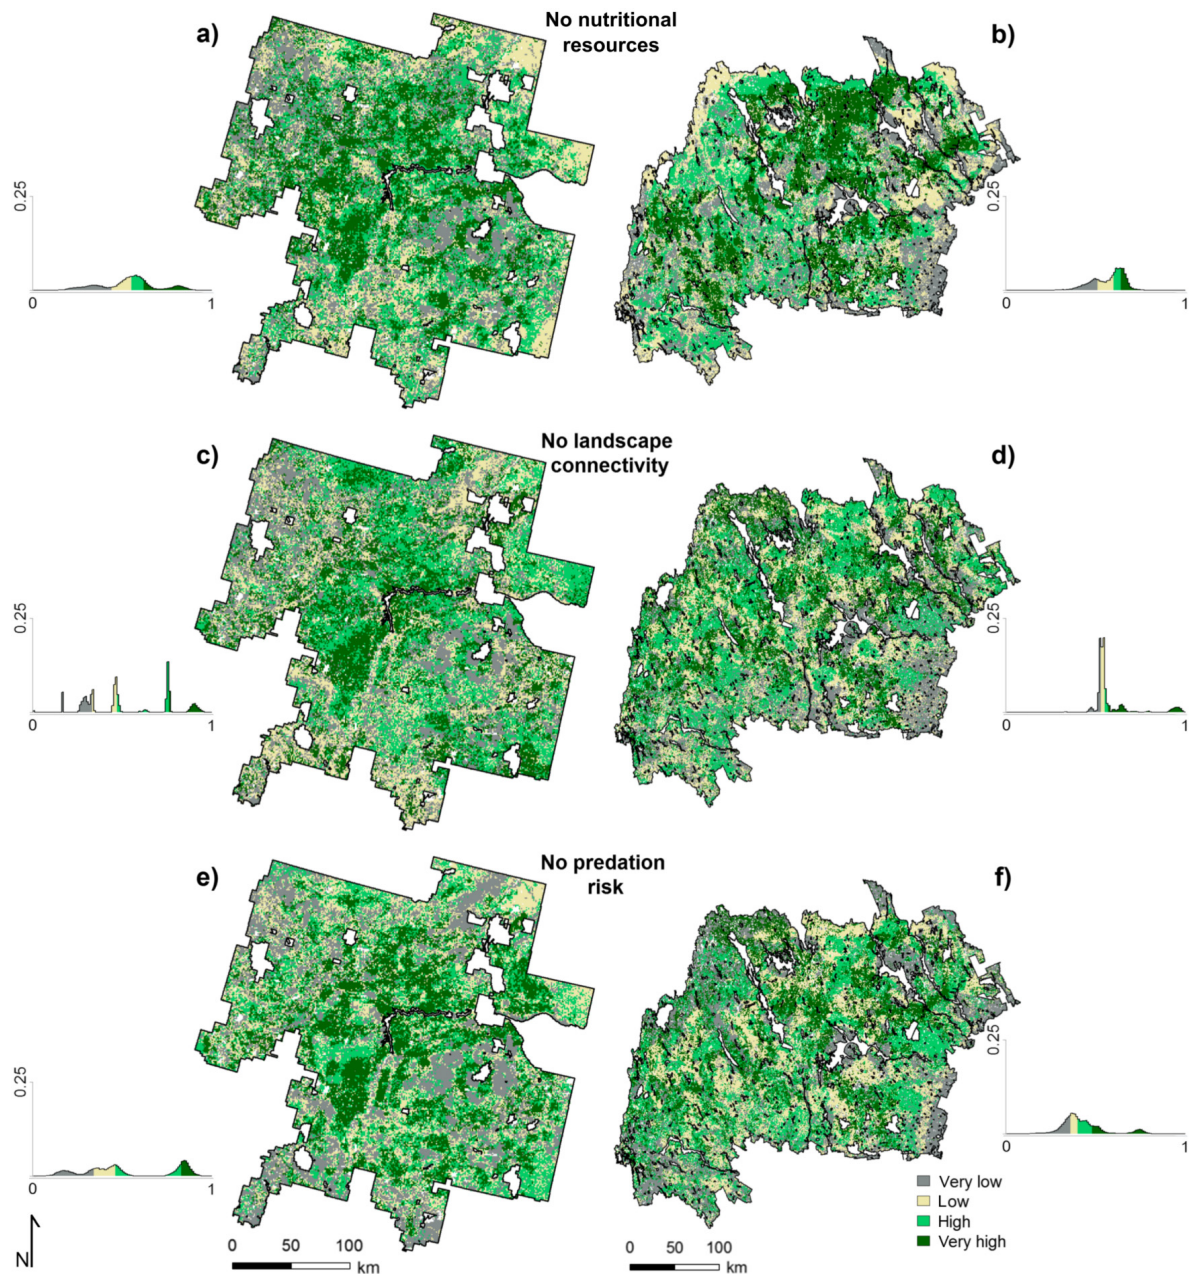 No nutritional
resources
a)
b)
0.25
0
1
0.25
0
1
No landscape
connectivity
c)
d)
0.25
0
1
0.25
0
1
No predation
risk
e)
f)
0.25
0
1
0.25
0
1
Very low
Low
High
Very high
N
0 50 100
km
0 50 100
km